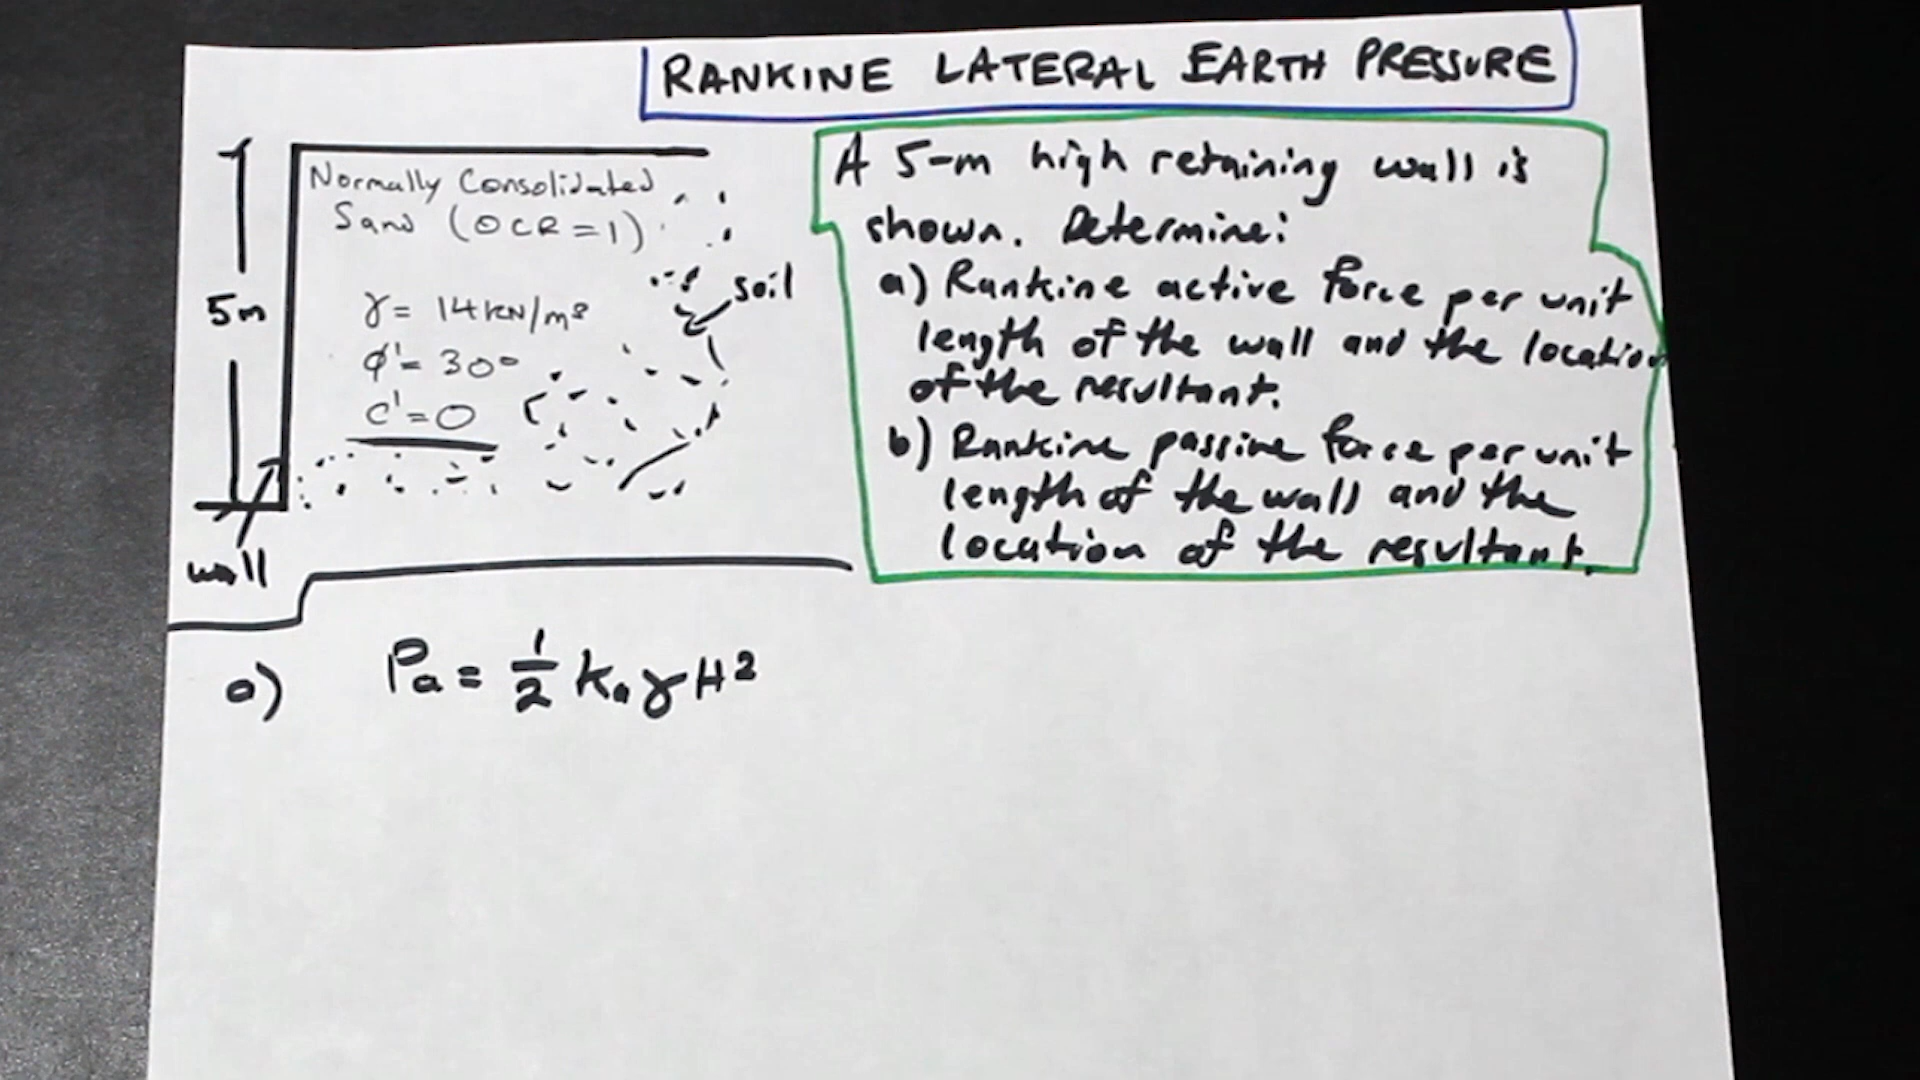 RANKINE LATERAL EARTH PRESSURE
Normally Consolidated
Sand (OCR=1)
5m
γ= 14kN/m³
ϕ'= 30°
c'=0
soil
wall
A 5-m high retaining wall is
shown. Determine:
a) Rankine active force per unit
length of the wall and the location
of the resultant.
b) Rankine passive force per unit
length of the wall and the
location of the resultant.
a) Pa = 1/2 Ka γ H²